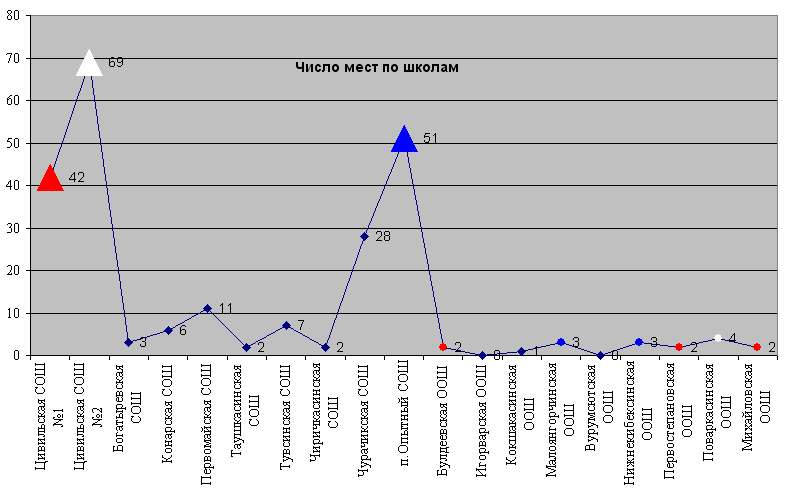 Число мест по школам
80
70
60
50
40
30
20
10
0
42
69
3
6
11
2
7
2
28
51
2
0
1
3
0
3
2
4
2
Цивильская СОШ
№1
Цивильская СОШ
№2
Богатыревская
СОШ
Конарская СОШ
Первомайская СОШ
Таушкасинская
СОШ
Тувсинская СОШ
Чиричкасинская
СОШ
Чурачикская СОШ
п.Опытный СОШ
Булдеевская ООШ
Игорварская ООШ
Кокшакасинская
ООШ
Малоянгорчинская
ООШ
Вурумсютская
ООШ
Нижнекибексинская
ООШ
Первостепановская
ООШ
Поваркасинская
ООШ
Михайловская
ООШ